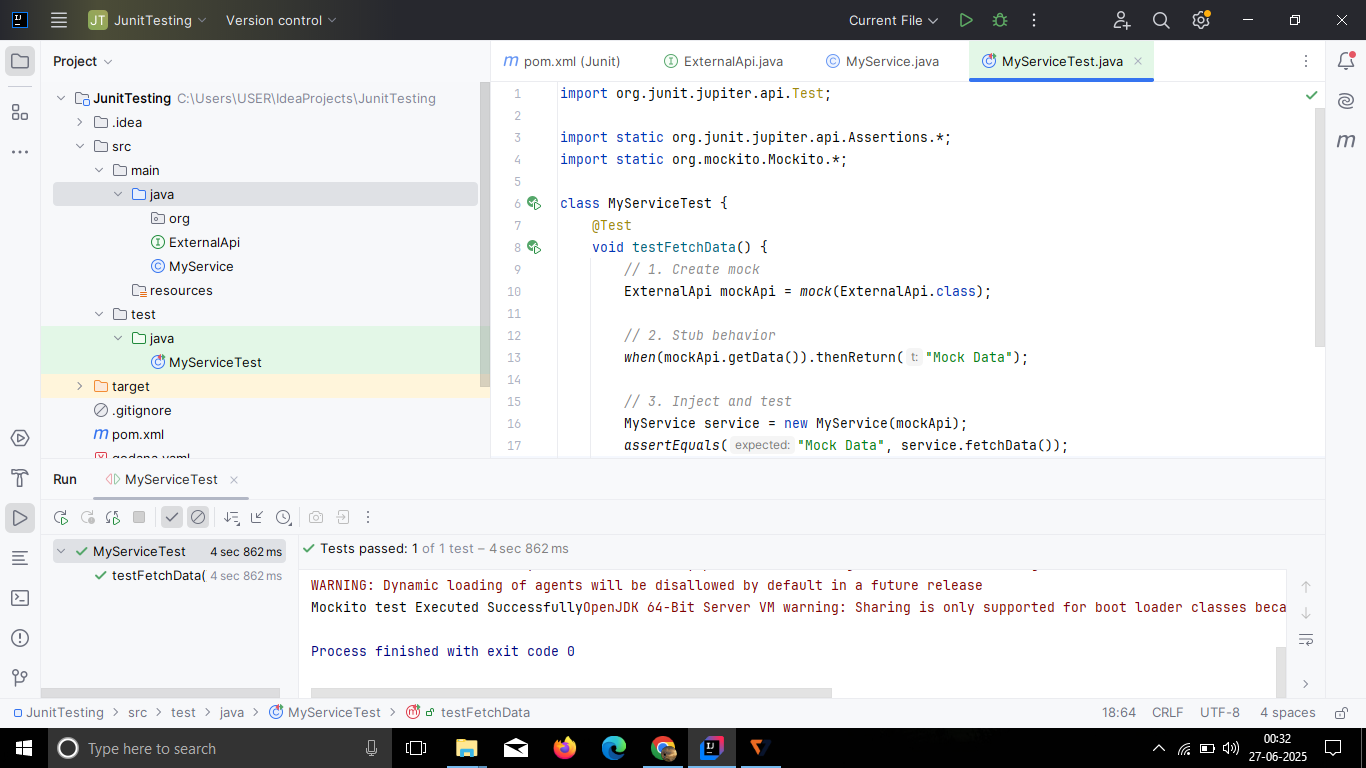 JT JunitTesting Version control Current File
Project
pom.xml (Junit) ExternalApi.java MyService.java MyServiceTest.java
JunitTesting C:\Users\USER\IdeaProjects\JunitTesting
.idea
src
main
java
org
ExternalApi
MyService
resources
test
java
MyServiceTest
target
.gitignore
pom.xml
1 import org.junit.jupiter.api.Test;
2
3 import static org.junit.jupiter.api.Assertions.*;
4 import static org.mockito.Mockito.*;
5
6 class MyServiceTest {
7 @Test
8 void testFetchData() {
9 // 1. Create mock
10 ExternalApi mockApi = mock(ExternalApi.class);
11
12 // 2. Stub behavior
13 when(mockApi.getData()).thenReturn( t: "Mock Data");
14
15 // 3. Inject and test
16 MyService service = new MyService(mockApi);
17 assertEquals( expected: "Mock Data", service.fetchData());
Run MyServiceTest
MyServiceTest 4 sec 862 ms
testFetchData( 4 sec 862 ms
Tests passed: 1 of 1 test – 4 sec 862 ms
WARNING: Dynamic loading of agents will be disallowed by default in a future release
Mockito test Executed SuccessfullyOpenJDK 64-Bit Server VM warning: Sharing is only supported for boot loader classes beca
Process finished with exit code 0
JunitTesting > src > test > java > MyServiceTest > testFetchData 18:64 CRLF UTF-8 4 spaces
Type here to search
00:32
27-06-2025